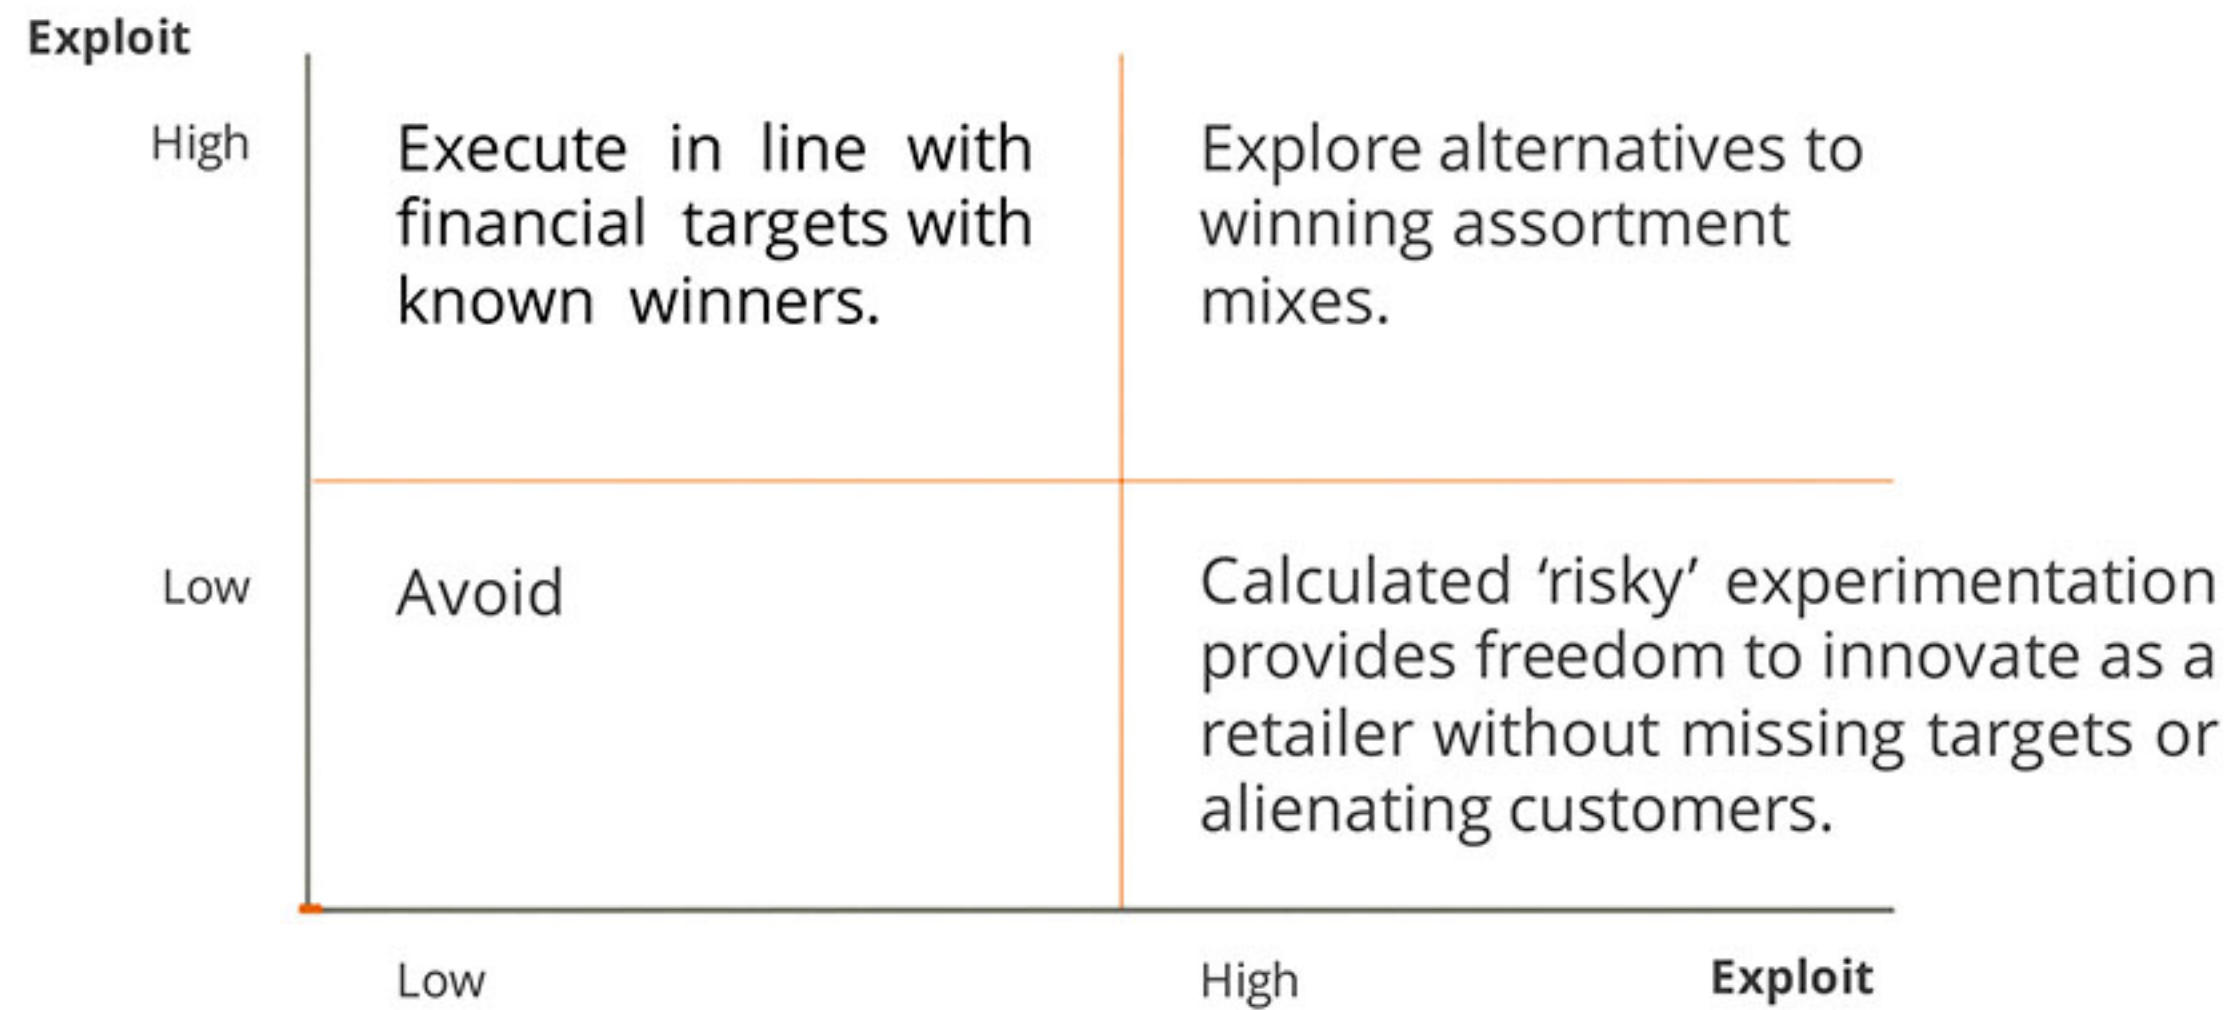 Exploit
High
Execute in line with
financial targets with
known winners.
Explore alternatives to
winning assortment
mixes.
Low
Avoid
Calculated ‘risky’ experimentation
provides freedom to innovate as a
retailer without missing targets or
alienating customers.
Low
High
Exploit